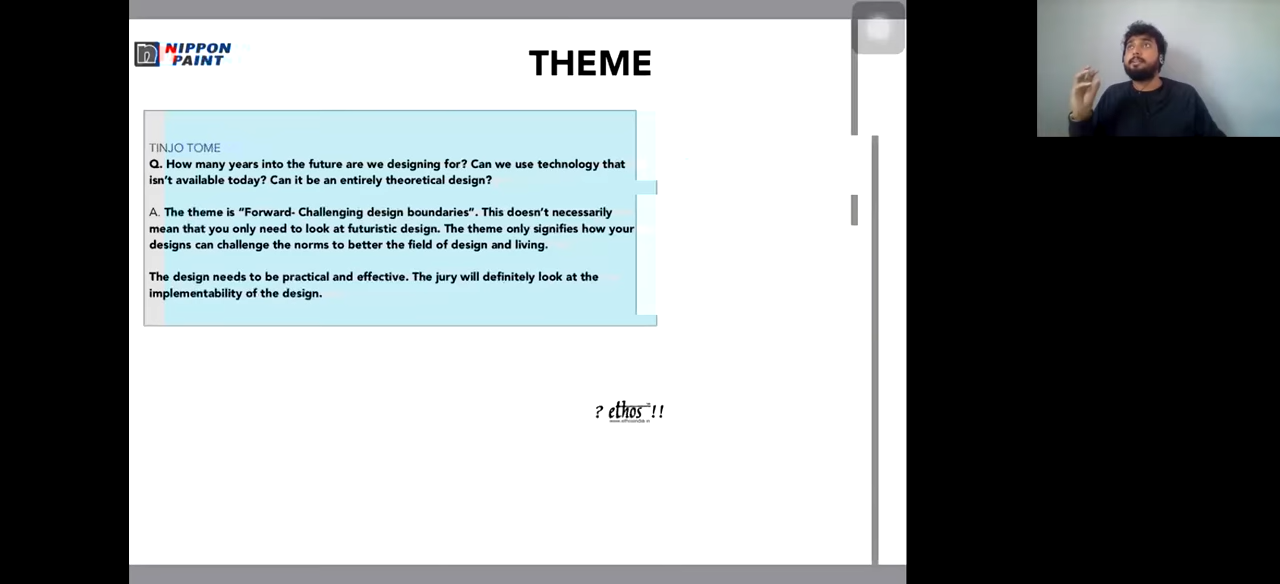 NIPPON
PAINT
THEME
TINJO TOME
Q. How many years into the future are we designing for? Can we use technology that
isn't available today? Can it be an entirely theoretical design?
A. The theme is "Forward- Challenging design boundaries". This doesn't necessarily
mean that you only need to look at futuristic design. The theme only signifies how your
designs can challenge the norms to better the field of design and living.
The design needs to be practical and effective. The jury will definitely look at the
implementability of the design.
? ethos !!
www.ethosindia.in